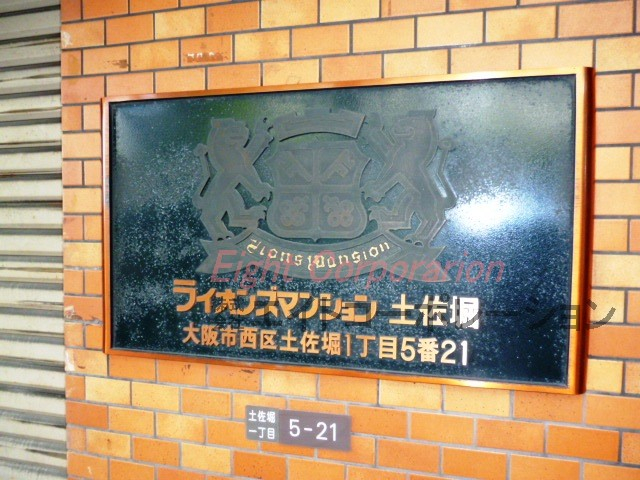 Lions Mansion
Eight Corporarion
ライオンズマンション 土佐堀
大阪市西区土佐堀1丁目5番21
土佐堀
一丁目
5-21